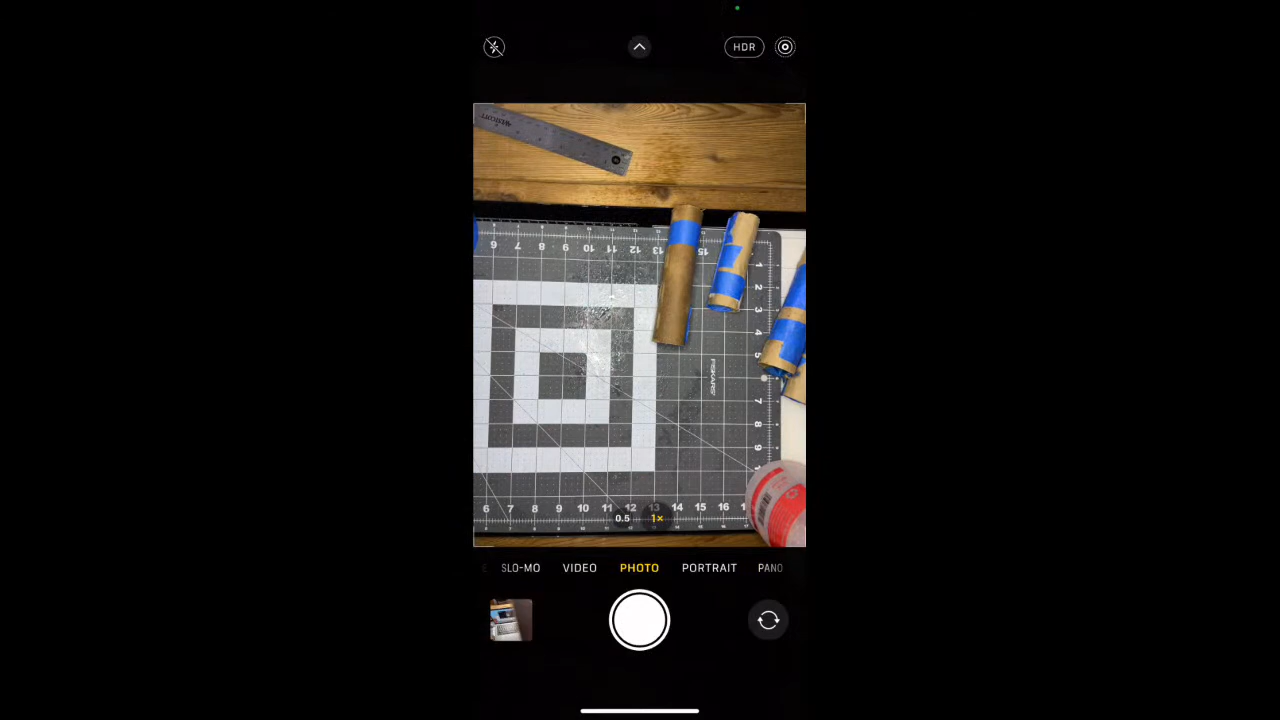 HDR
WESTCOTT
6 7 8 9 10 11 12 13 15
1
2
3
4
5
7
8
9
FISKARS
6 7 8 9 10 11 12 13 14 15 16
0.5 1×
SLO-MO VIDEO PHOTO PORTRAIT PANO